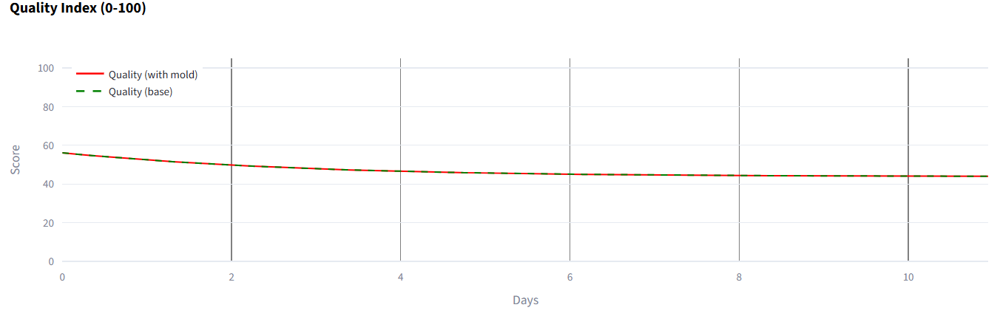 Quality Index (0-100)
Quality (with mold)
Quality (base)
100
80
60
40
20
0
Score
0 2 4 6 8 10
Days